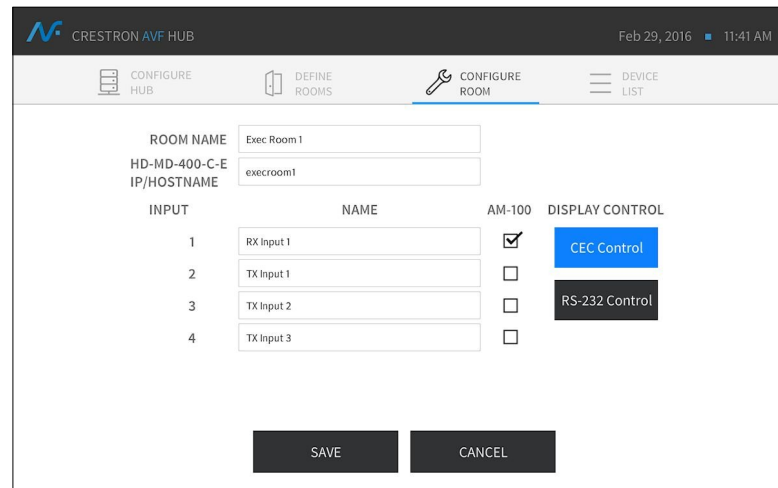 CRESTRON AVF HUB
Feb 29, 2016 11:41 AM
CONFIGURE
HUB
DEFINE
ROOMS
CONFIGURE
ROOM
DEVICE
LIST
ROOM NAME Exec Room 1
HD-MD-400-C-E
IP/HOSTNAME
execroom1
INPUT NAME AM-100 DISPLAY CONTROL
1 RX Input 1
CEC Control
2 TX Input 1
3 TX Input 2
RS-232 Control
4 TX Input 3
SAVE CANCEL